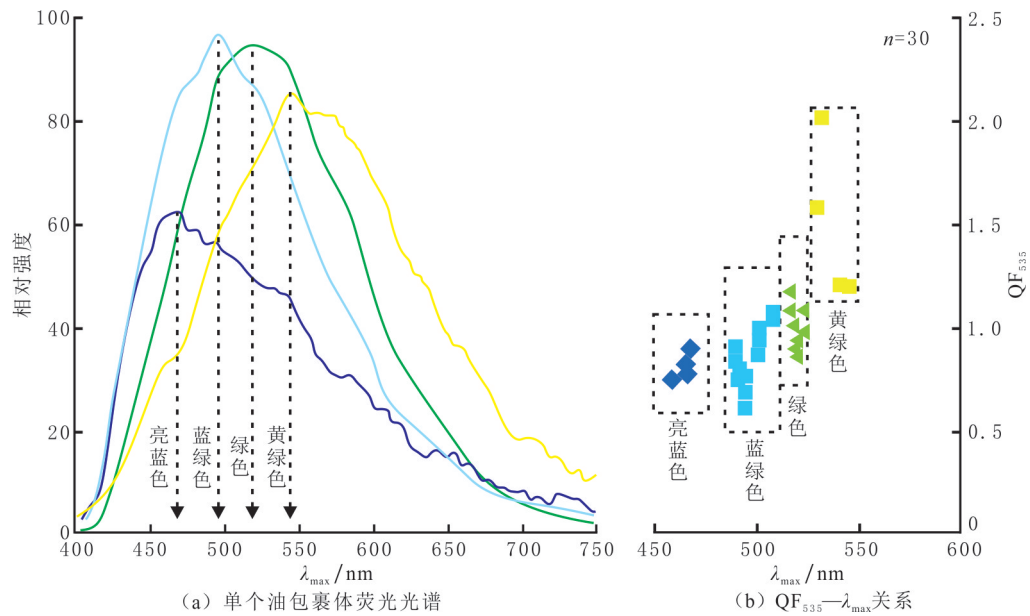 100
80
60
40
20
0
相对强度
亮蓝色
蓝绿色
绿色
黄绿色
400
450
500
550
600
650
700
750
λmax/nm
(a) 单个油包裹体荧光光谱
n=30
2.5
2.0
1.5
1.0
0.5
0
QF535
亮蓝色
蓝绿色
绿色
黄绿色
450
500
550
600
λmax/nm
(b) QF535—λmax关系